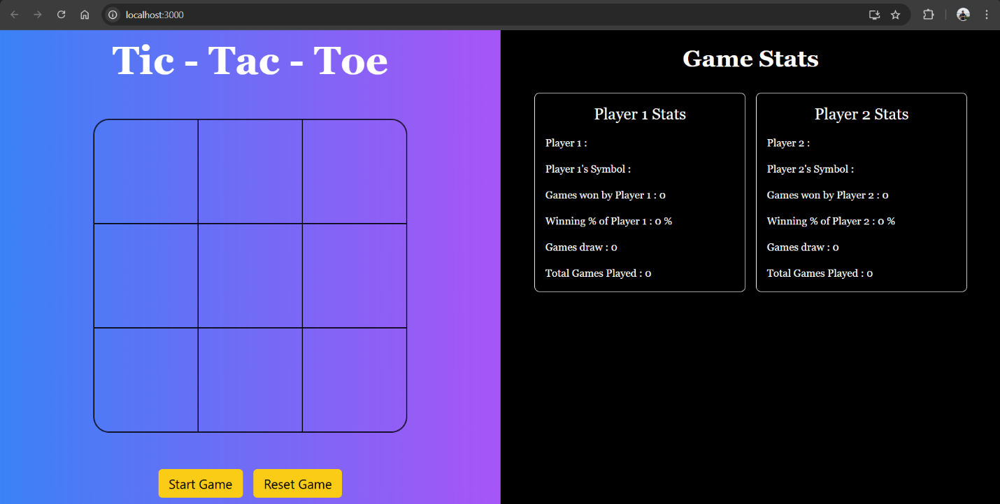 localhost:3000
Tic - Tac - Toe
Start Game
Reset Game
Game Stats
Player 1 Stats
Player 1 :
Player 1's Symbol :
Games won by Player 1 : 0
Winning % of Player 1 : 0 %
Games draw : 0
Total Games Played : 0
Player 2 Stats
Player 2 :
Player 2's Symbol :
Games won by Player 2 : 0
Winning % of Player 2 : 0 %
Games draw : 0
Total Games Played : 0